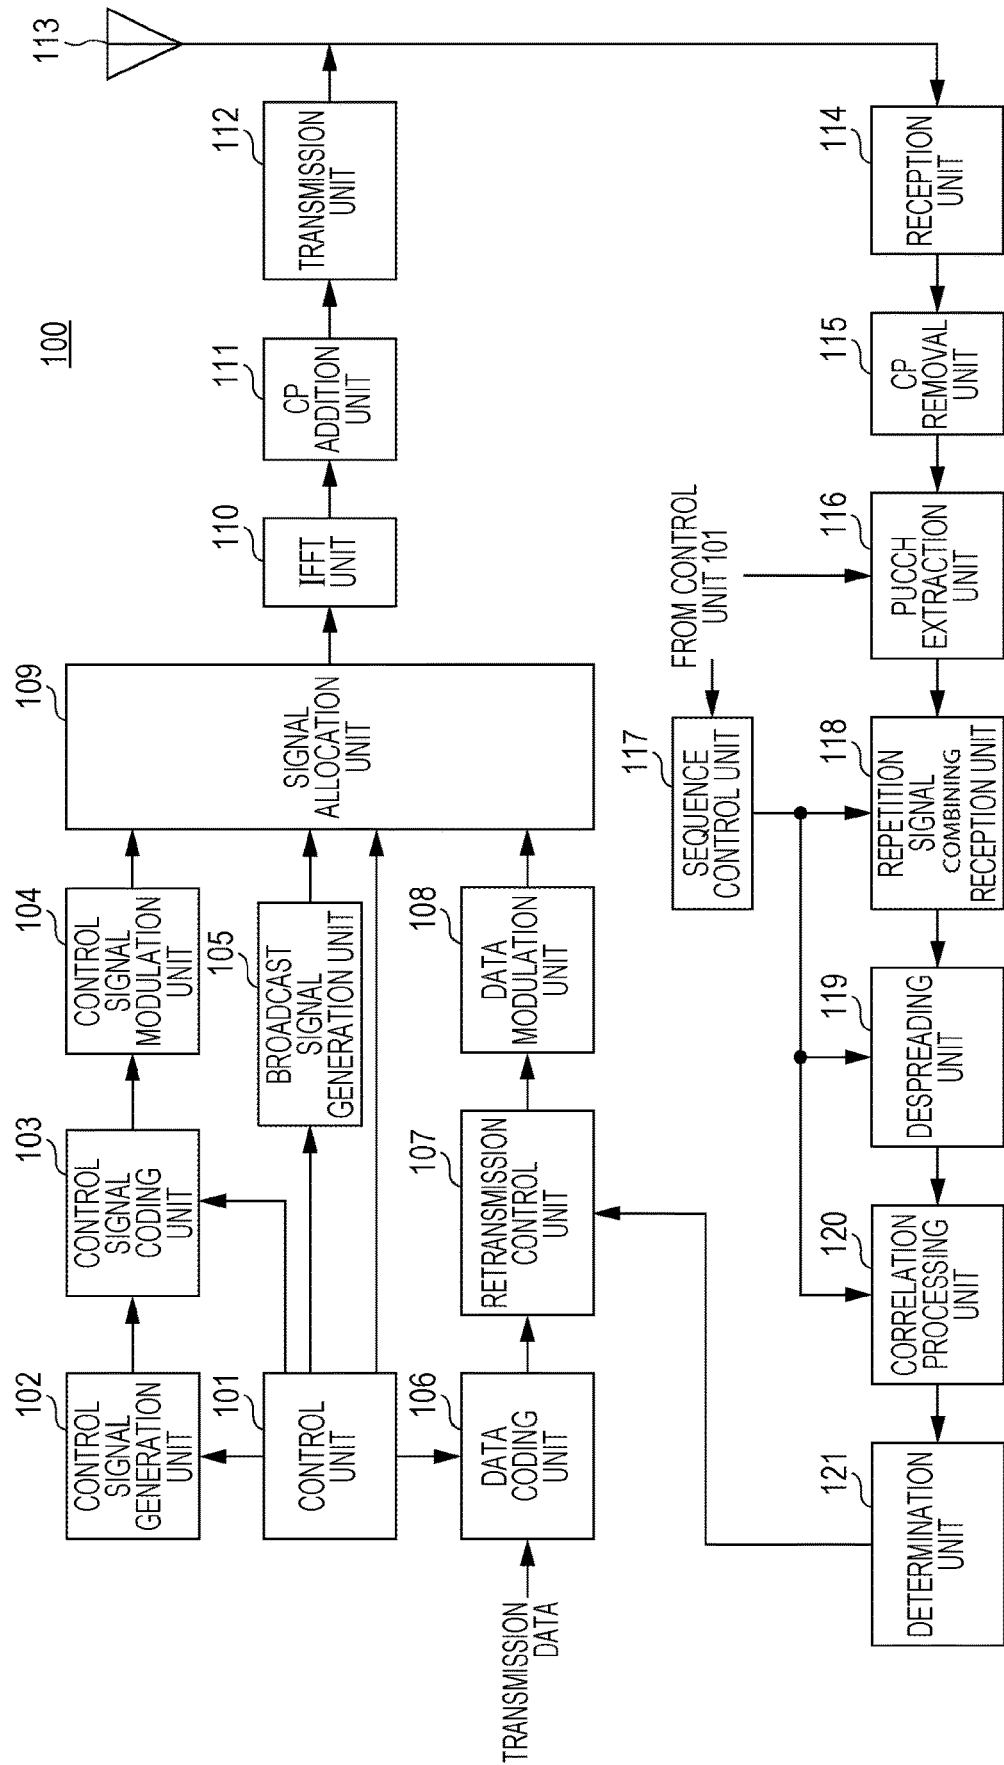 100
102
CONTROL
SIGNAL
GENERATION
UNIT
103
CONTROL
SIGNAL
CODING
UNIT
104
CONTROL
SIGNAL
MODULATION
UNIT
109
SIGNAL
ALLOCATION
UNIT
110
IFFT
UNIT
111
CP
ADDITION
UNIT
112
TRANSMISSION
UNIT
113
101
CONTROL
UNIT
105
BROADCAST
SIGNAL
GENERATION UNIT
TRANSMISSION
DATA
106
DATA
CODING
UNIT
107
RETRANSMISSION
CONTROL
UNIT
108
DATA
MODULATION
UNIT
117
SEQUENCE
CONTROL UNIT
FROM CONTROL
UNIT 101
121
DETERMINATION
UNIT
120
CORRELATION
PROCESSING
UNIT
119
DESPREADING
UNIT
118
REPETITION
SIGNAL
COMBINING
RECEPTION UNIT
116
PUCCH
EXTRACTION
UNIT
115
CP
REMOVAL
UNIT
114
RECEPTION
UNIT